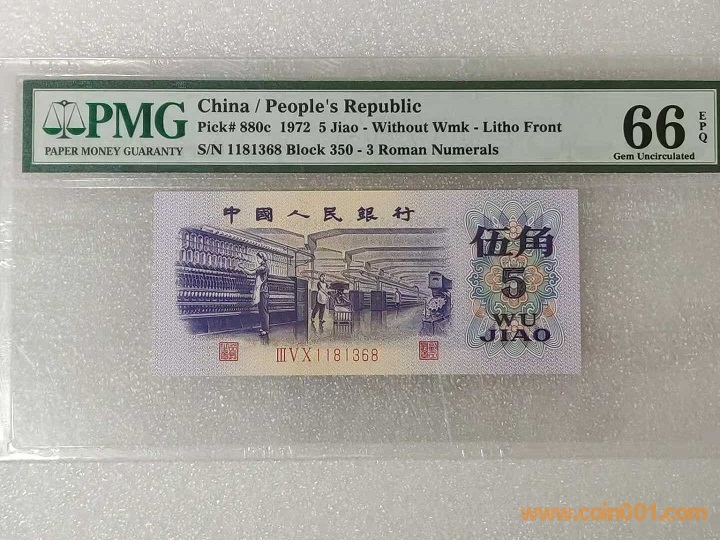 PMG
PAPER MONEY GUARANTY
China / People's Republic
Pick# 880c 1972 5 Jiao - Without Wmk - Litho Front
S/N 1181368 Block 350 - 3 Roman Numerals
66 EPQ
Gem Uncirculated
中國人民銀行
伍角
5
WU
JIAO
ⅢⅤⅩ1181368
www.coin001.com